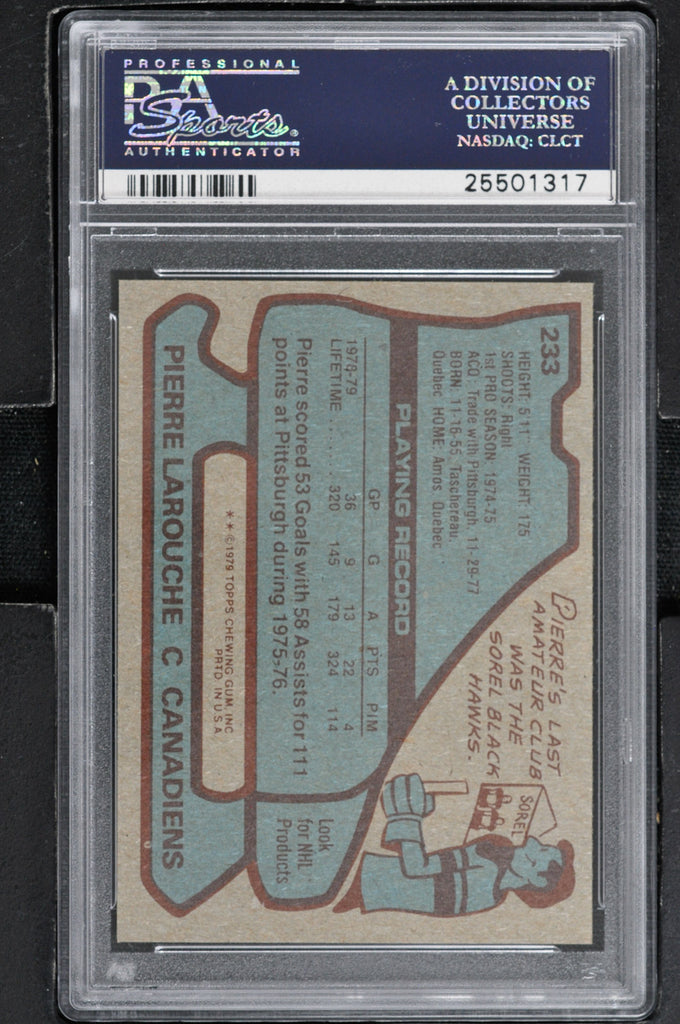 PROFESSIONAL
PSA
Sports®
AUTHENTICATOR
A DIVISION OF
COLLECTORS
UNIVERSE
NASDAQ: CLCT
25501317
233
HEIGHT: 5/11 WEIGHT: 175
SHOOTS: Right
1st PRO SEASON: 1974-75
ACQ: Trade with Pittsburgh, 11-29-77
BORN: 11-16-55, Taschereau,
Quebec HOME: Amos, Quebec
PIERRE'S LAST
AMATEUR CLUB
WAS THE
SOREL BLACK
HAWKS.
SOREL
PLAYING RECORD
GP G A PTS PIM
1978-79 36 9 13 22 4
LIFETIME ...... 320 145 179 324 114
Pierre scored 53 Goals with 58 Assists for 111
points at Pittsburgh during 1975-76.
Look
for NHL
Products
** ©1979 TOPPS CHEWING GUM, INC.
PRTD. IN U.S.A.
PIERRE LAROUCHE C CANADIENS